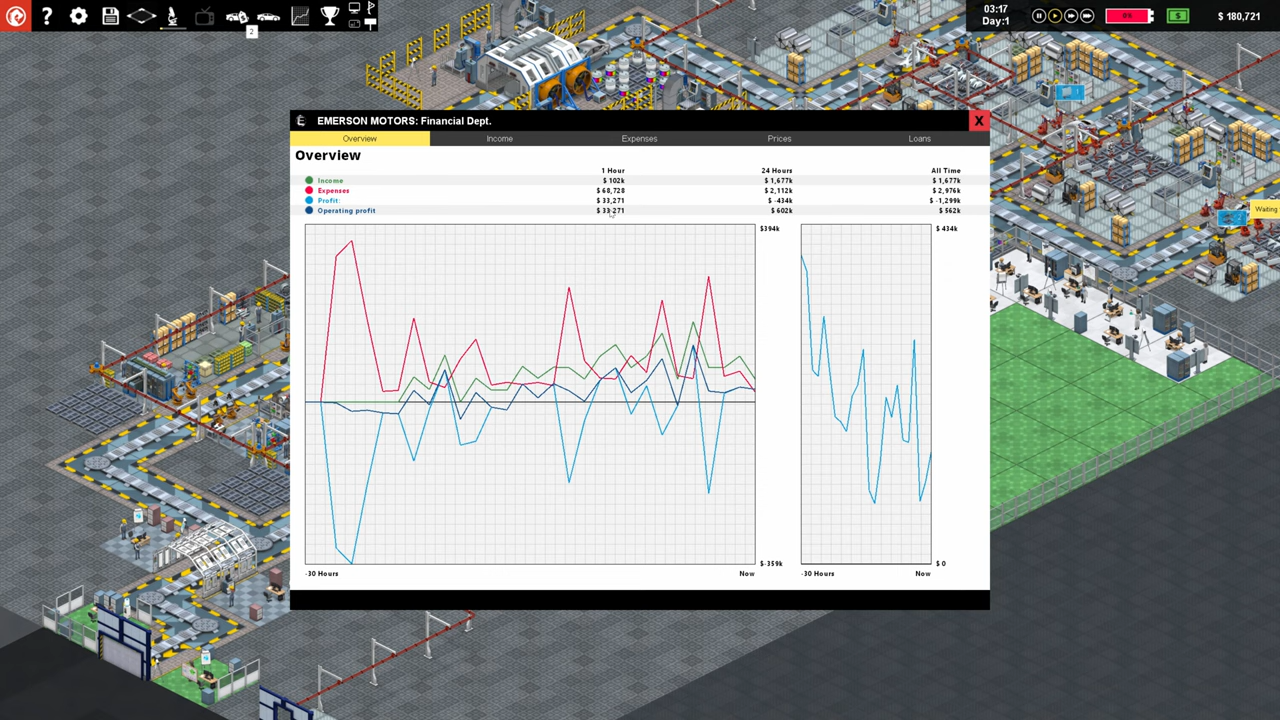 ?
2
03:17
Day:1
0%
$
$ 180,721
EMERSON MOTORS: Financial Dept.
X
Overview
Income
Expenses
Prices
Loans
Overview
1 Hour
24 Hours
All Time
Income
$ 102k
$ 1,677k
$ 1,677k
Expenses
$ 68,728
$ 2,112k
$ 2,976k
Profit:
$ 33,271
$ -434k
$ -1,299k
Operating profit
$ 33,271
$ 602k
$ 562k
$394k
$ 434k
$-359k
$ 0
-30 Hours
Now
-30 Hours
Now
Waiting